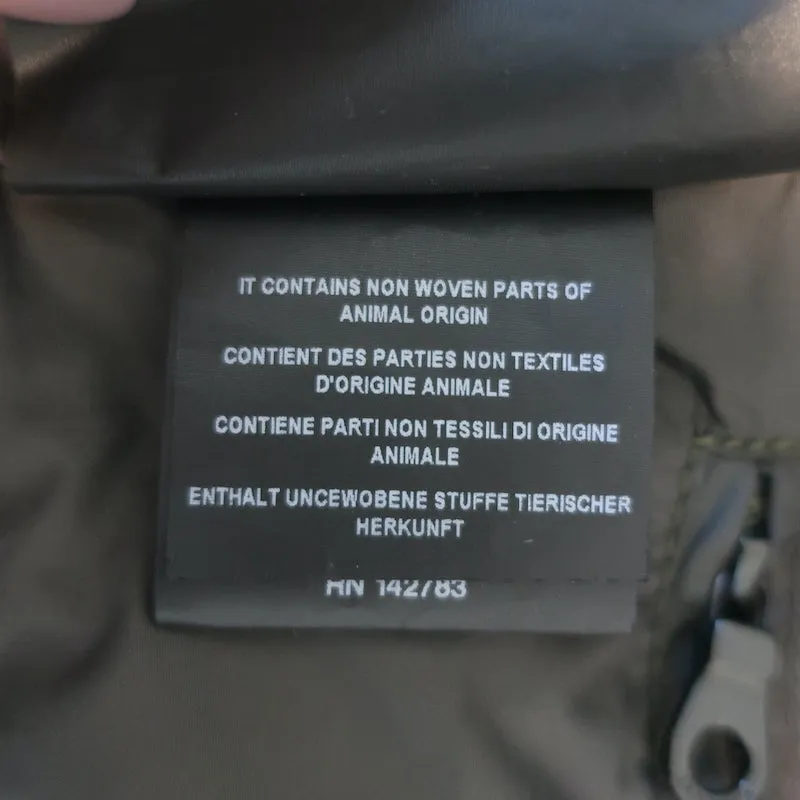 IT CONTAINS NON WOVEN PARTS OF
ANIMAL ORIGIN
CONTIENT DES PARTIES NON TEXTILES
D'ORIGINE ANIMALE
CONTIENE PARTI NON TESSILI DI ORIGINE
ANIMALE
ENTHALT UNCEWOBENE STUFFE TIERISCHER
HERKUNFT
RN 142783